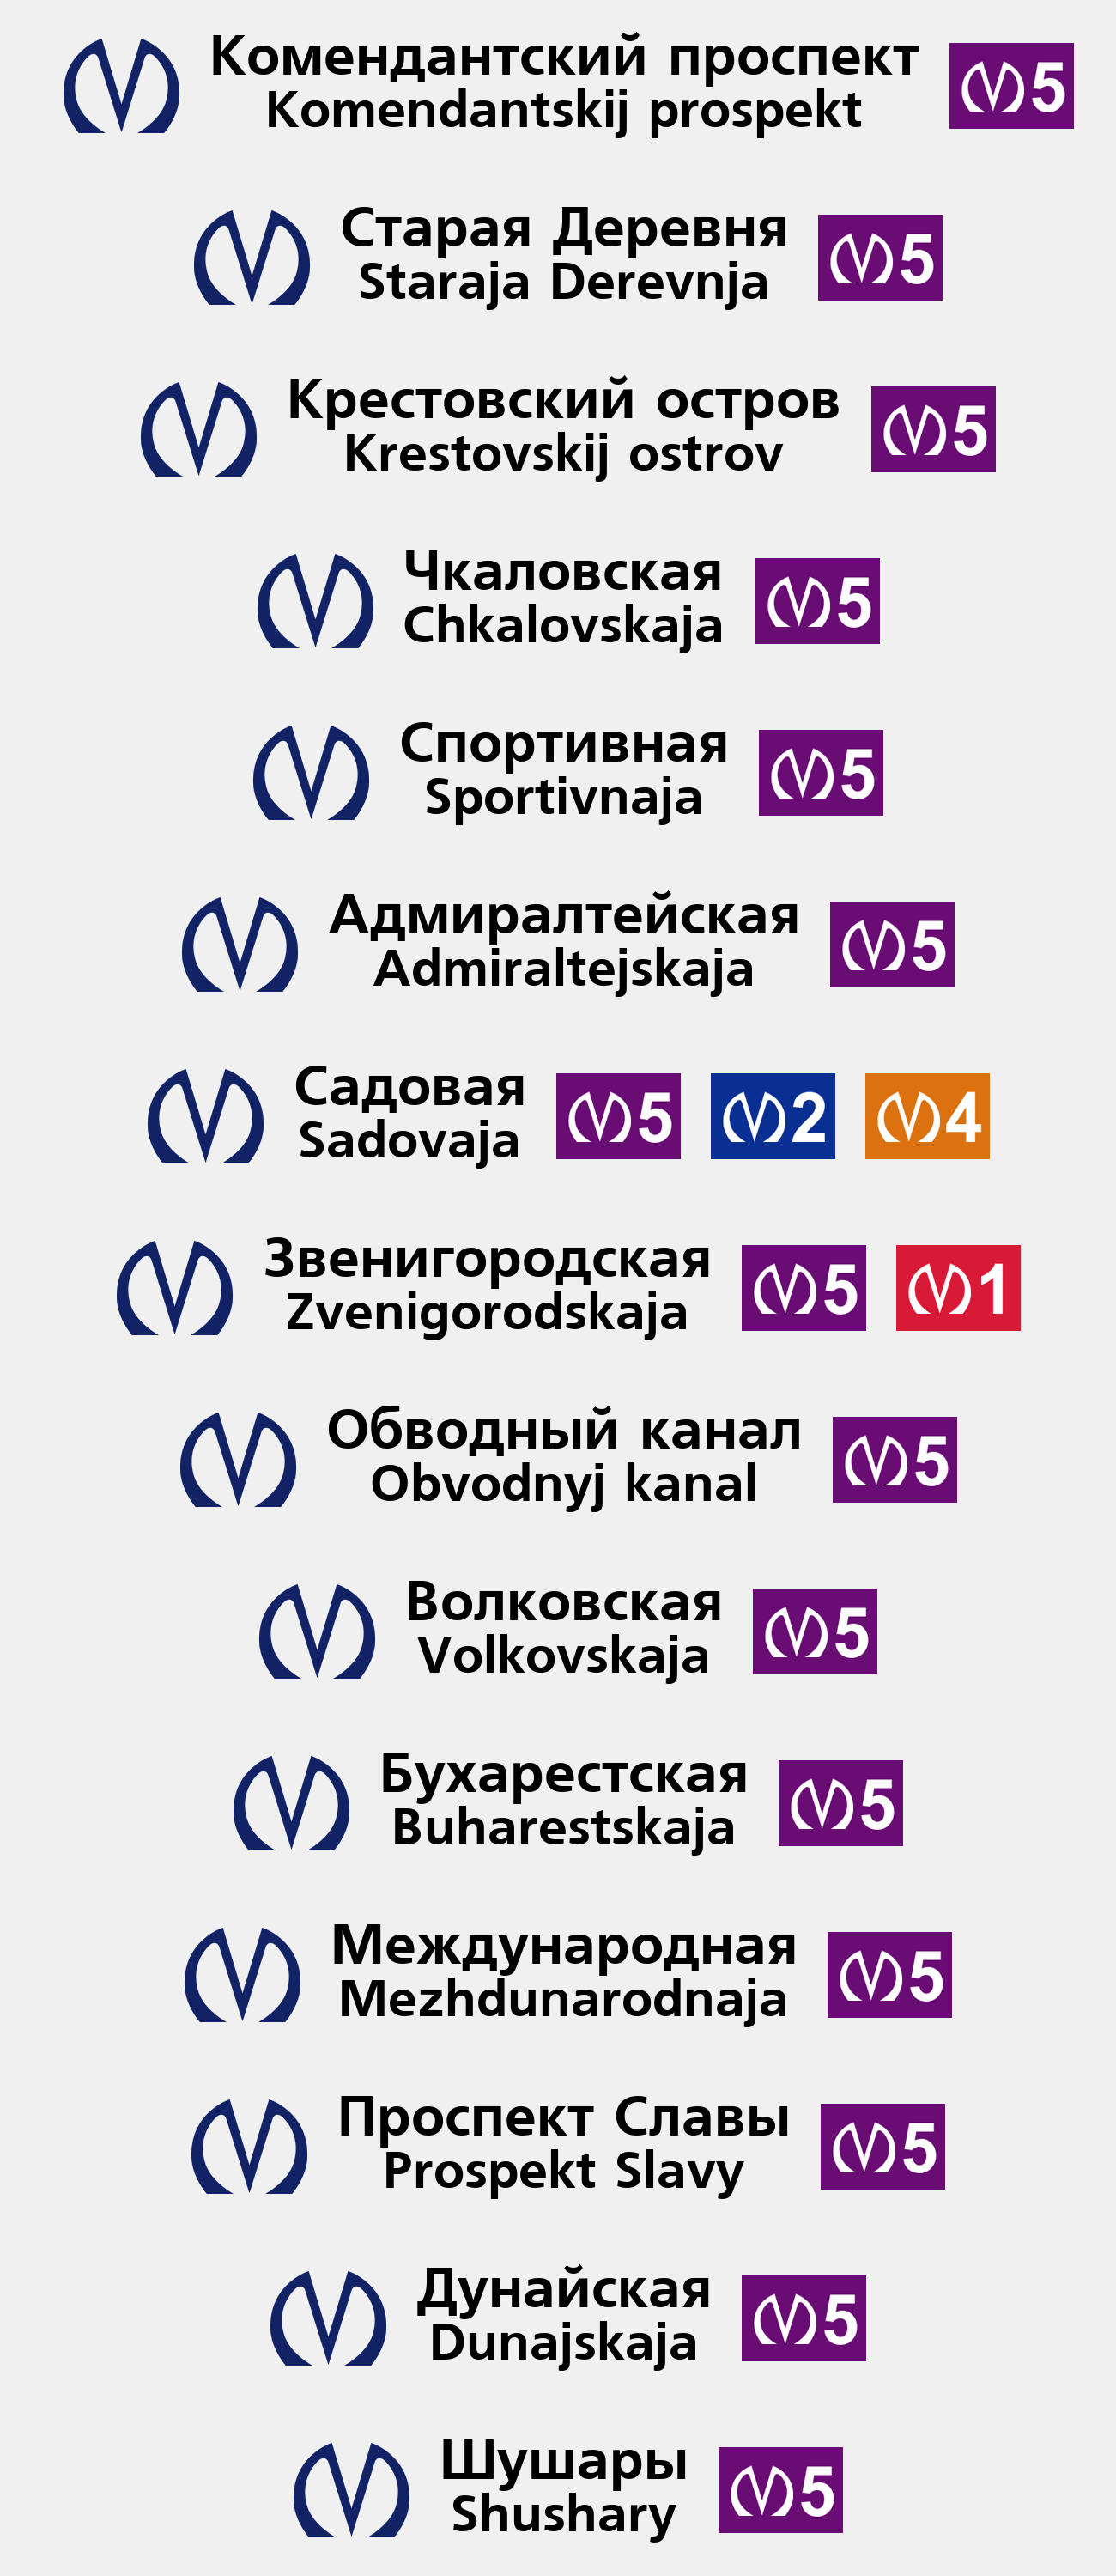 Комендантский проспект
Komendantskij prospekt
5
Старая Деревня
Staraja Derevnja
5
Крестовский остров
Krestovskij ostrov
5
Чкаловская
Chkalovskaja
5
Спортивная
Sportivnaja
5
Адмиралтейская
Admiraltejskaja
5
Садовая
Sadovaja
5 2 4
Звенигородская
Zvenigorodskaja
5 1
Обводный канал
Obvodnyj kanal
5
Волковская
Volkovskaja
5
Бухарестская
Buharestskaja
5
Международная
Mezhdunarodnaja
5
Проспект Славы
Prospekt Slavy
5
Дунайская
Dunajskaja
5
Шушары
Shushary
5